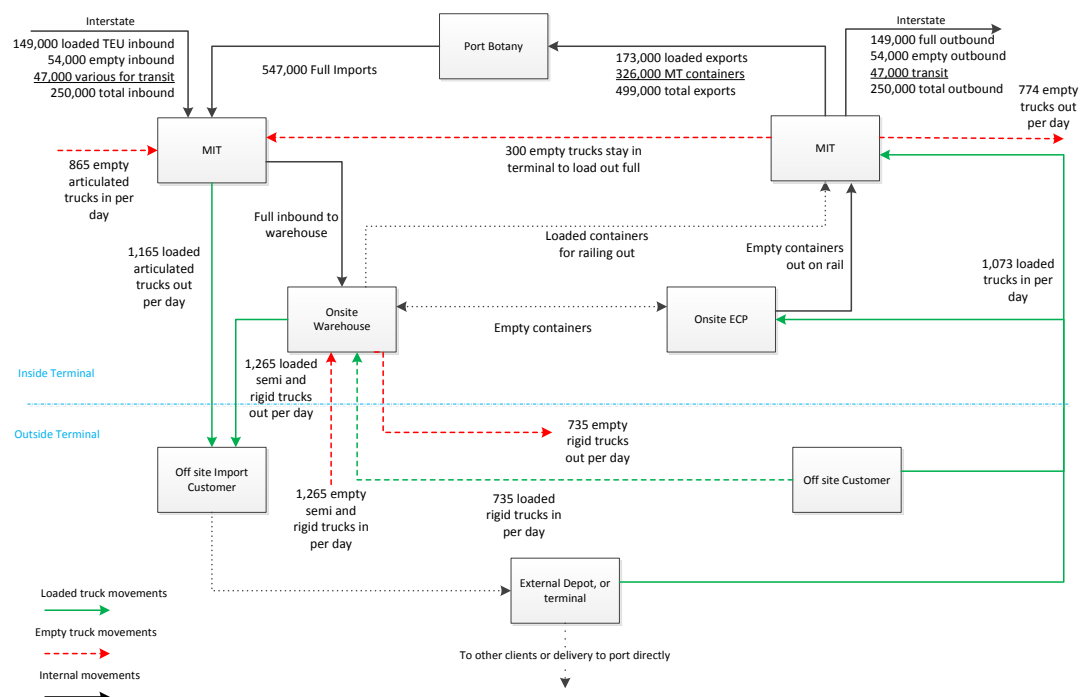 Interstate
149,000 loaded TEU inbound
54,000 empty inbound
47,000 various for transit
250,000 total inbound
547,000 Full Imports
Port Botany
173,000 loaded exports
326,000 MT containers
499,000 total exports
Interstate
149,000 full outbound
54,000 empty outbound
47,000 transit
250,000 total outbound
774 empty
trucks out
per day
MIT
300 empty trucks stay in
terminal to load out full
MIT
865 empty
articulated
trucks in per
day
Full inbound to
warehouse
1,165 loaded
articulated
trucks out
per day
Loaded containers
for railing out
Empty containers
out on rail
1,073 loaded
trucks in per
day
Onsite
Warehouse
Empty containers
Onsite ECP
Inside Terminal
1,265 loaded
semi and
rigid trucks
out per day
Outside Terminal
735 empty
rigid trucks
out per day
Off site Import
Customer
1,265 empty
semi and
rigid trucks in
per day
735 loaded
rigid trucks in
per day
Off site Customer
External Depot, or
terminal
Loaded truck movements
Empty truck movements
To other clients or delivery to port directly
Internal movements